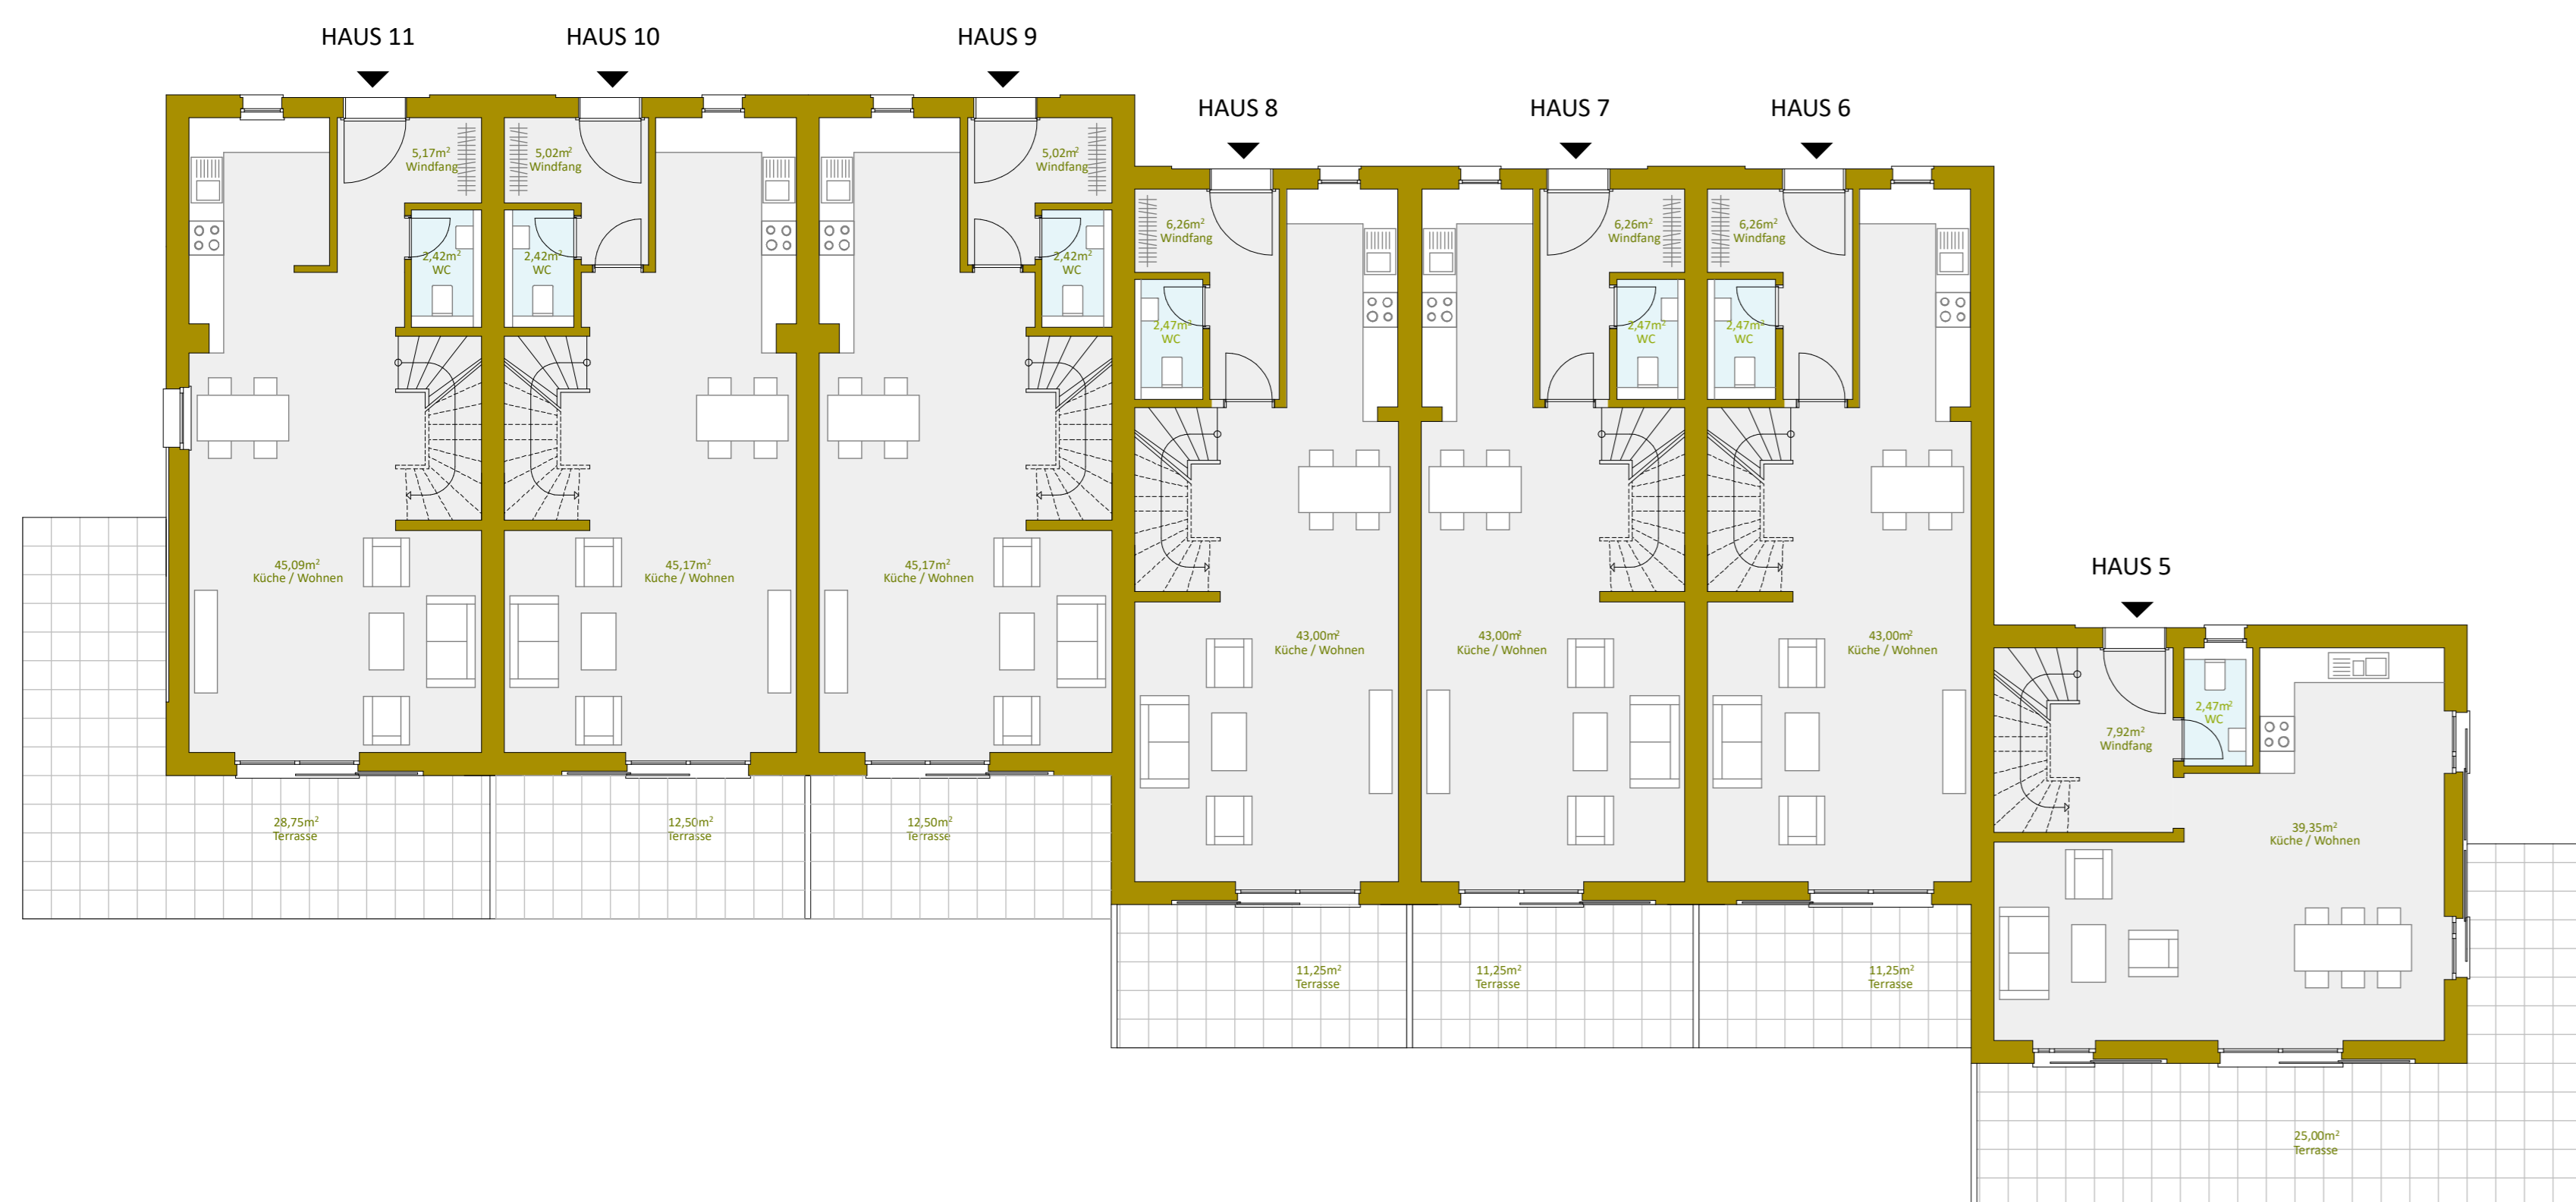 HAUS 11
HAUS 10
HAUS 9
HAUS 8
HAUS 7
HAUS 6
HAUS 5
5,17m²
Windfang
2,42m²
WC
45,09m²
Küche / Wohnen
28,75m²
Terrasse
5,02m²
Windfang
2,42m²
WC
45,17m²
Küche / Wohnen
12,50m²
Terrasse
5,02m²
Windfang
2,42m²
WC
45,17m²
Küche / Wohnen
12,50m²
Terrasse
6,26m²
Windfang
2,47m²
WC
43,00m²
Küche / Wohnen
11,25m²
Terrasse
6,26m²
Windfang
2,47m²
WC
43,00m²
Küche / Wohnen
11,25m²
Terrasse
6,26m²
Windfang
2,47m²
WC
43,00m²
Küche / Wohnen
11,25m²
Terrasse
7,92m²
Windfang
2,47m²
WC
39,35m²
Küche / Wohnen
25,00m²
Terrasse